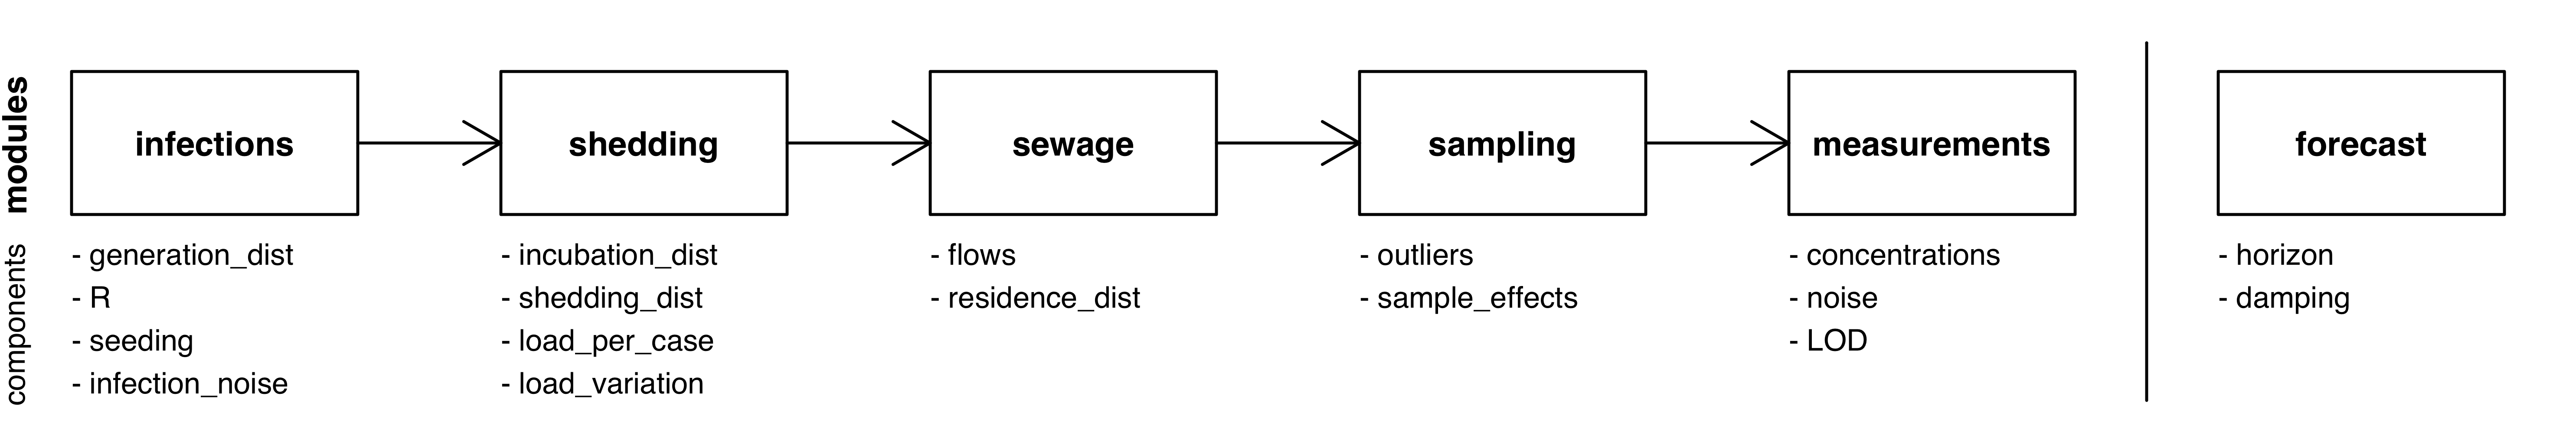 modules
infections
shedding
sewage
sampling
measurements
forecast
components
- generation_dist
- R
- seeding
- infection_noise
- incubation_dist
- shedding_dist
- load_per_case
- load_variation
- flows
- residence_dist
- outliers
- sample_effects
- concentrations
- noise
- LOD
- horizon
- damping